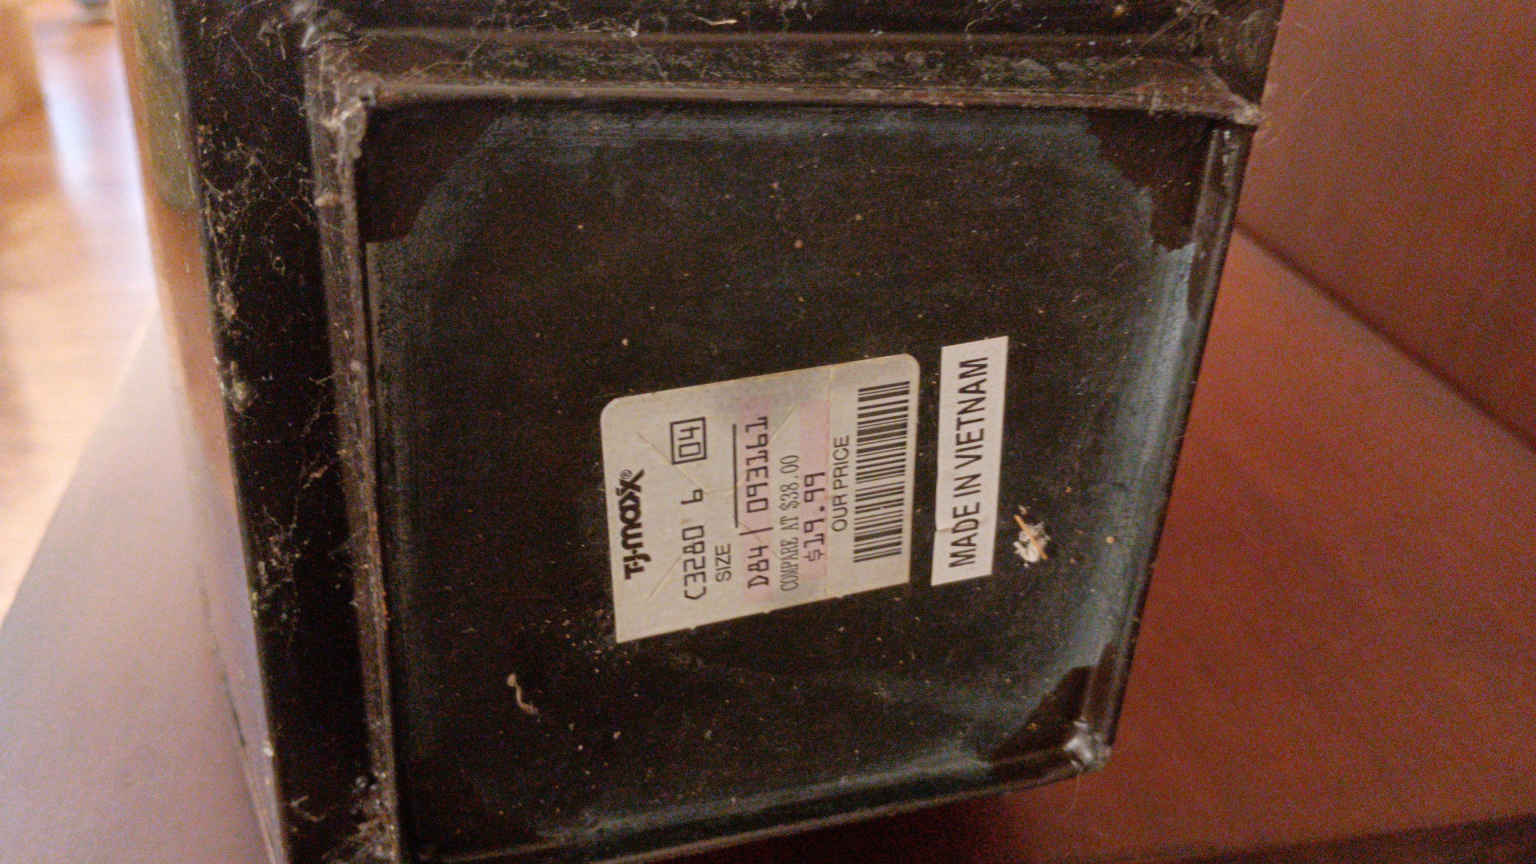 T·J·maxx®
C3280 6 04
SIZE
D84 093161
COMPARE AT $38.00
$19.99
OUR PRICE
MADE IN VIETNAM